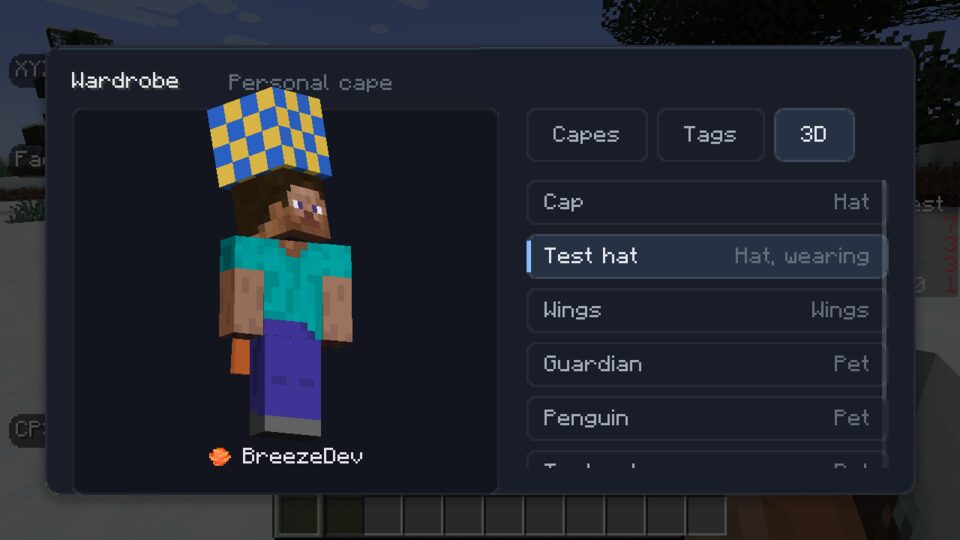 Wardrobe
Personal cape
Capes
Tags
3D
Cap
Hat
Test hat
Hat, wearing
Wings
Wings
Guardian
Pet
Penguin
Pet
BreezeDev